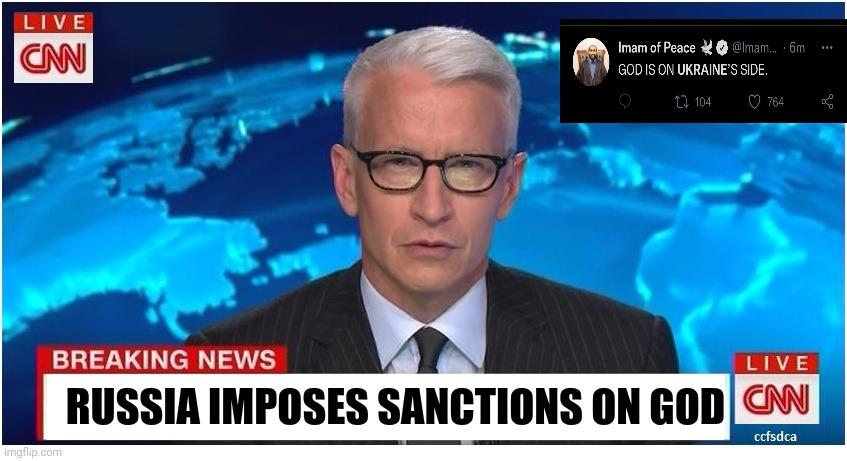 LIVE
CNN
Imam of Peace @Imam... · 6m ...
GOD IS ON UKRAINE'S SIDE.
104 764
BREAKING NEWS
RUSSIA IMPOSES SANCTIONS ON GOD
LIVE
CNN
ccfsdca
imgflip.com